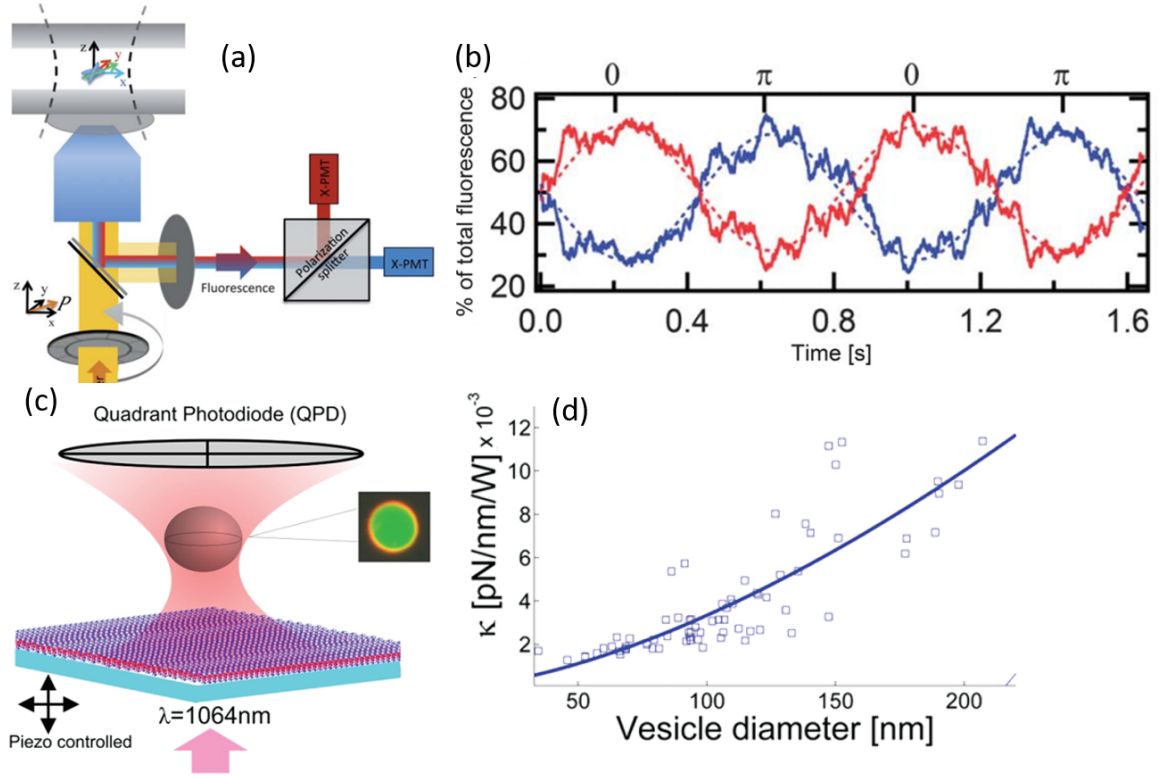 (a)
z
y
x
X-PMT
Polarization
splitter
X-PMT
Fluorescence
z
y
P
x
(b)
0 π 0 π
% of total fluorescence
80
60
40
20
0.0 0.4 0.8 1.2 1.6
Time [s]
(c)
Quadrant Photodiode (QPD)
λ=1064nm
Piezo controlled
(d)
κ [pN/nm/W] x 10⁻³
12
10
8
6
4
2
50 100 150 200
Vesicle diameter [nm]